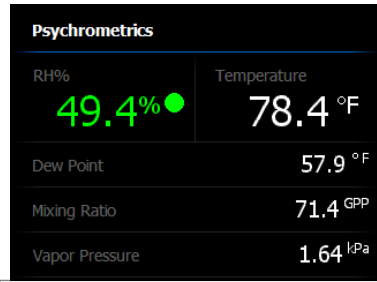 Psychrometrics
RH% Temperature
49.4% 78.4 °F
Dew Point 57.9 °F
Mixing Ratio 71.4 GPP
Vapor Pressure 1.64 kPa